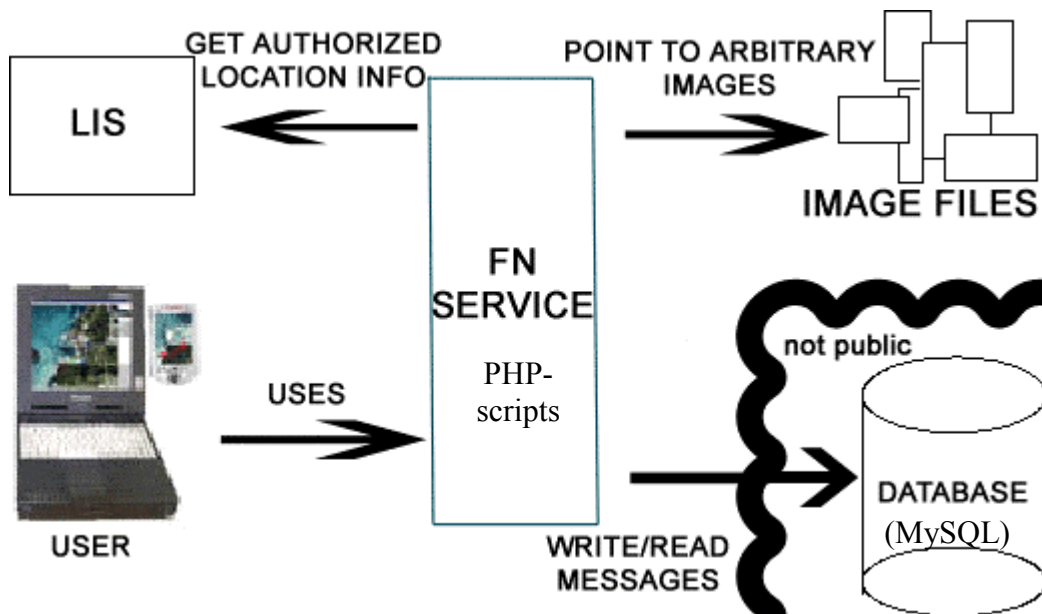 GET AUTHORIZED
LOCATION INFO
LIS
POINT TO ARBITRARY
IMAGES
IMAGE FILES
FN
SERVICE
PHP-
scripts
USES
USER
not public
DATABASE
(MySQL)
WRITE/READ
MESSAGES